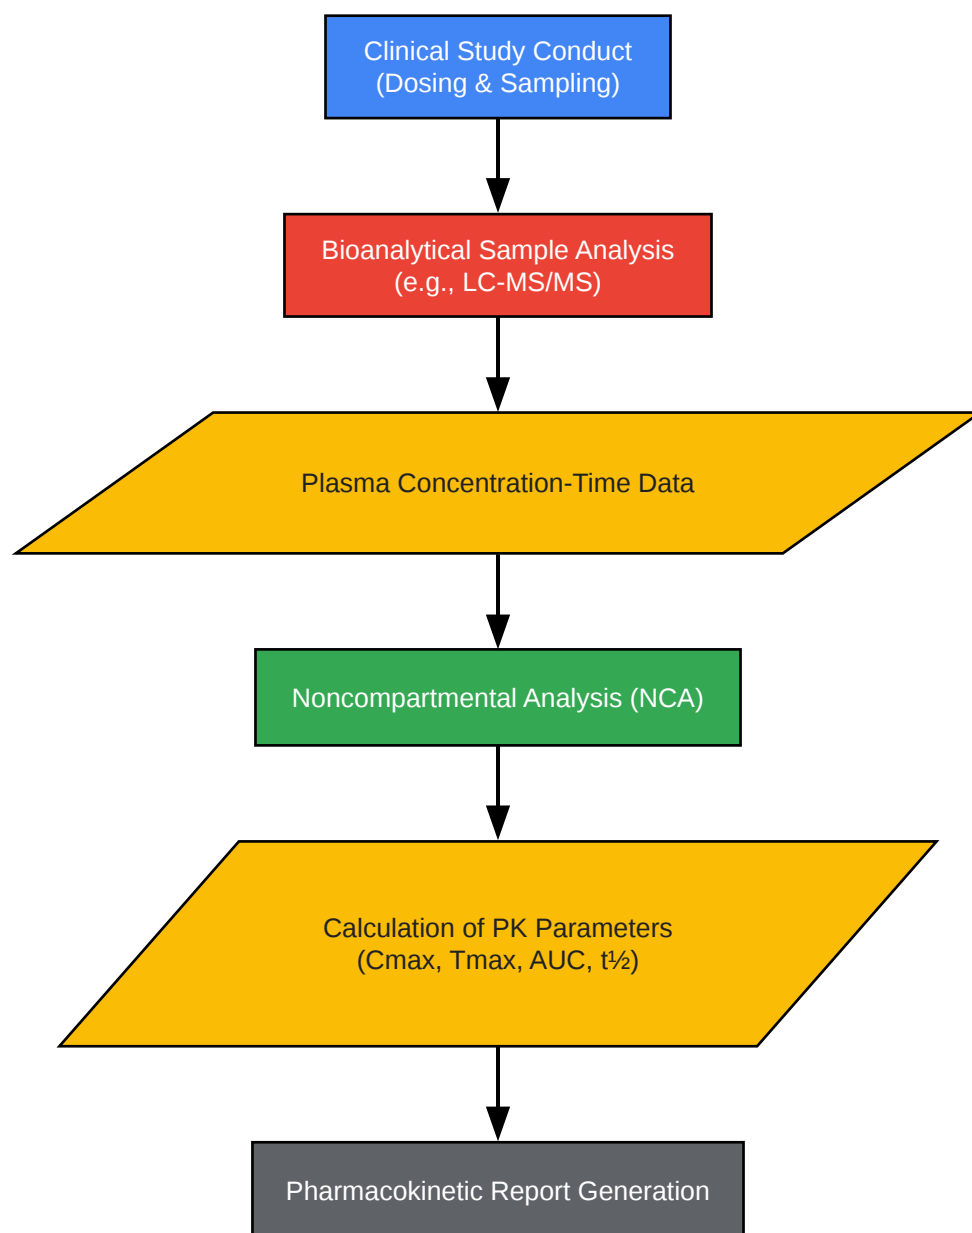 Clinical Study Conduct
(Dosing & Sampling)
Bioanalytical Sample Analysis
(e.g., LC-MS/MS)
Plasma Concentration-Time Data
Noncompartmental Analysis (NCA)
Calculation of PK Parameters
(Cmax, Tmax, AUC, t½)
Pharmacokinetic Report Generation